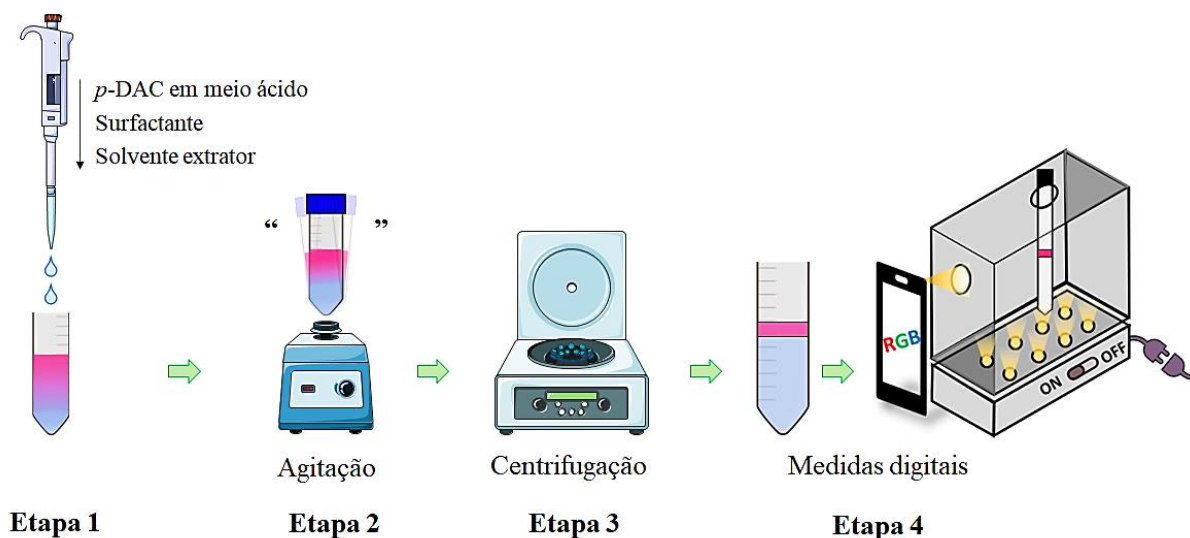 p-DAC em meio ácido
Surfactante
Solvente extrator
“ ”
RGB
ON OFF
Agitação
Centrifugação
Medidas digitais
Etapa 1
Etapa 2
Etapa 3
Etapa 4